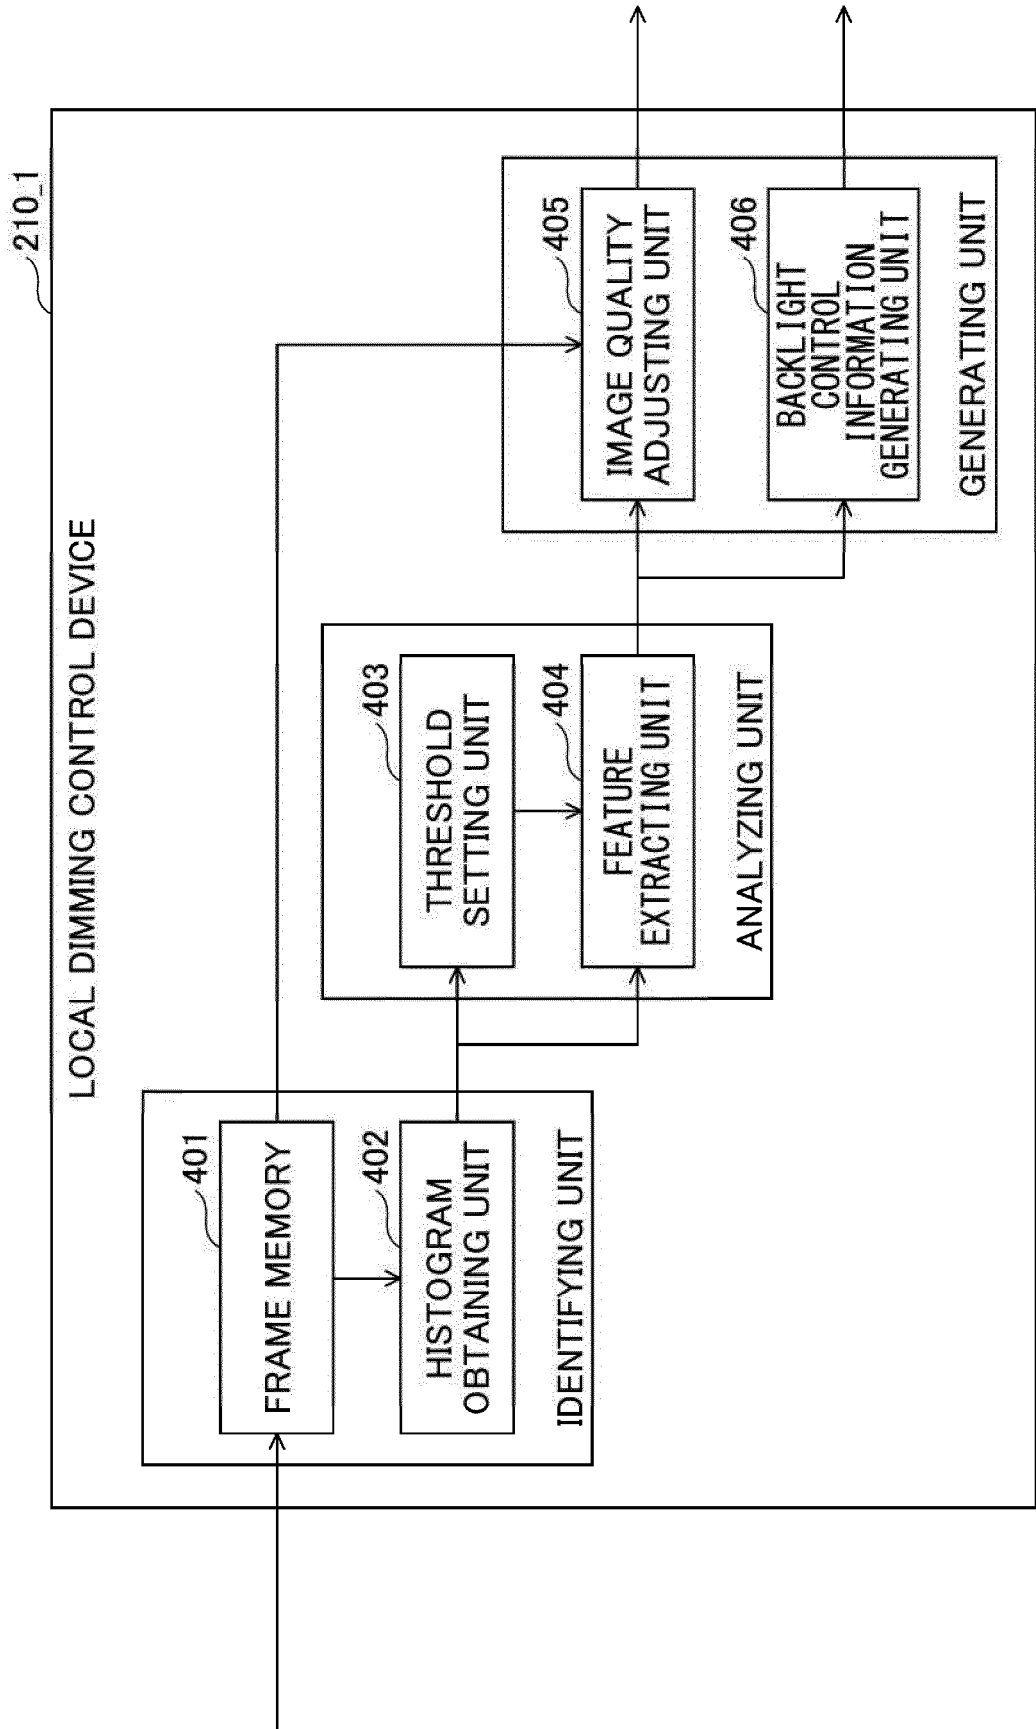 210_1
LOCAL DIMMING CONTROL DEVICE
401
FRAME MEMORY
402
HISTOGRAM
OBTAINING UNIT
IDENTIFYING UNIT
403
THRESHOLD
SETTING UNIT
404
FEATURE
EXTRACTING UNIT
ANALYZING UNIT
405
IMAGE QUALITY
ADJUSTING UNIT
406
BACKLIGHT
CONTROL
INFORMATION
GENERATING UNIT
GENERATING UNIT